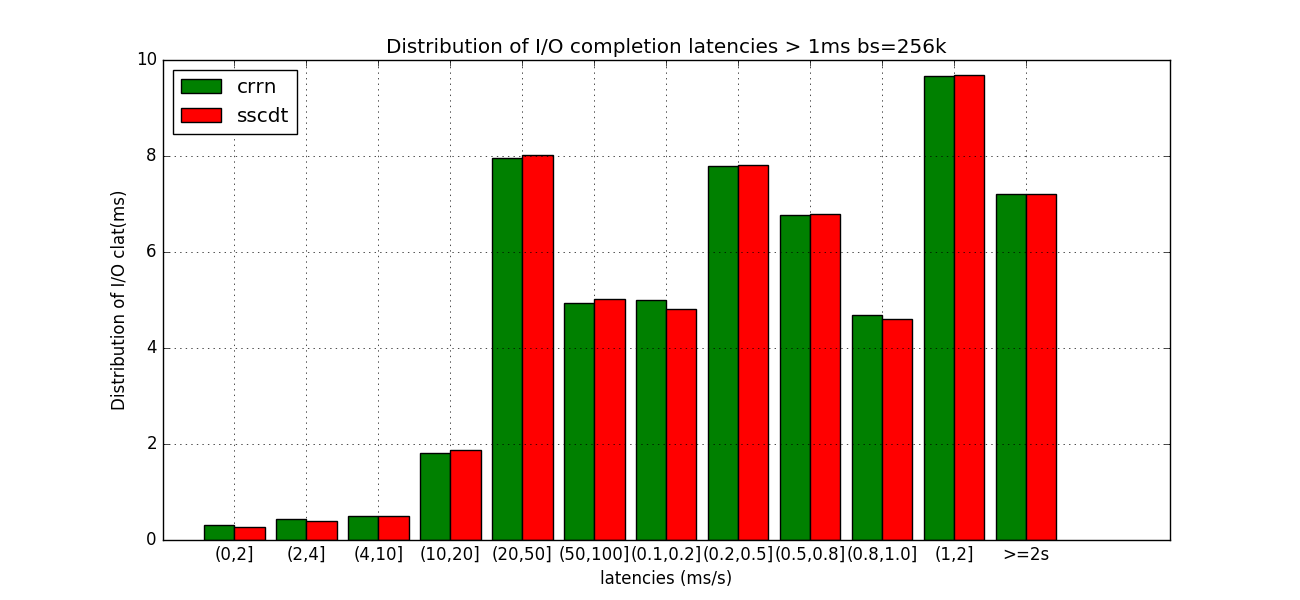 Distribution of I/O completion latencies > 1ms bs=256k
crrn
sscdt
Distribution of I/O clat(ms)
10
8
6
4
2
0
(0,2] (2,4] (4,10] (10,20] (20,50] (50,100] (0.1,0.2] (0.2,0.5] (0.5,0.8] (0.8,1.0] (1,2] >=2s
latencies (ms/s)